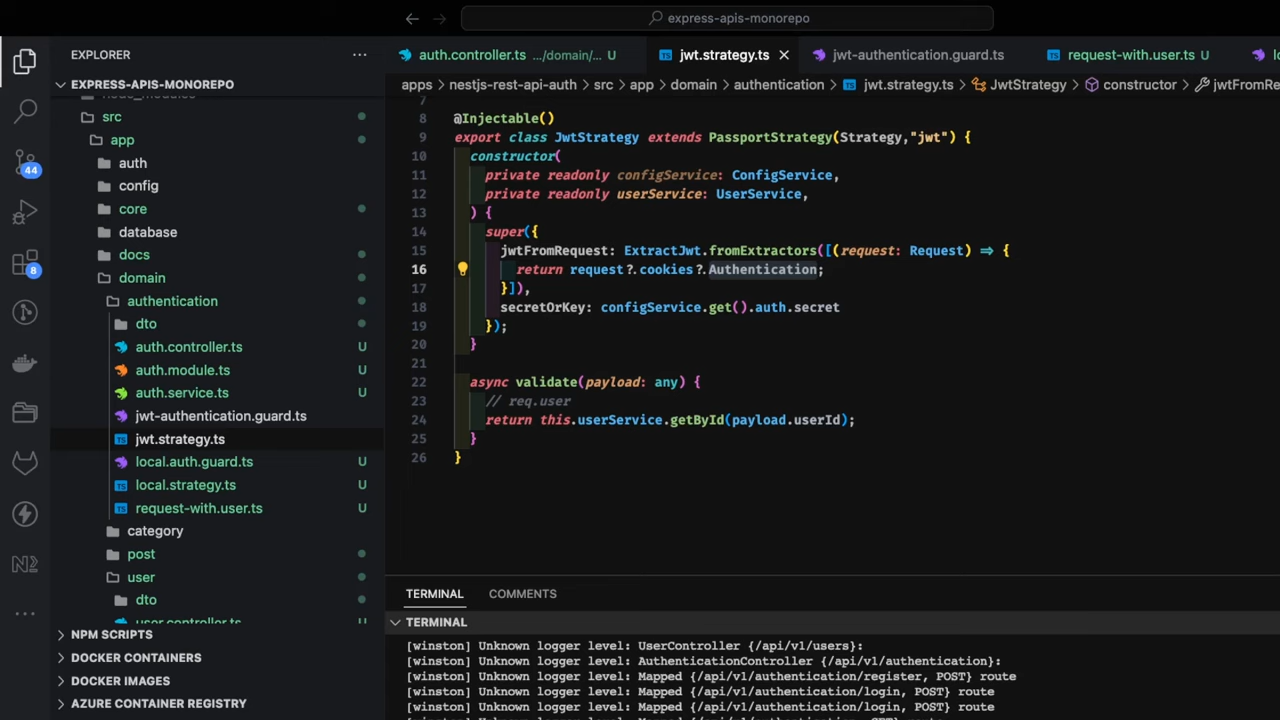 express-apis-monorepo
EXPLORER
auth.controller.ts .../domain/... U
jwt.strategy.ts
jwt-authentication.guard.ts
request-with.user.ts U
EXPRESS-APIS-MONOREPO
apps > nestjs-rest-api-auth > src > app > domain > authentication > jwt.strategy.ts > JwtStrategy > constructor > jwtFromRe
src
app
auth
config
core
database
docs
domain
authentication
dto
auth.controller.ts U
auth.module.ts U
auth.service.ts U
jwt-authentication.guard.ts
jwt.strategy.ts
local.auth.guard.ts U
local.strategy.ts U
request-with.user.ts U
category
post
user
dto
user.controller.ts U
NPM SCRIPTS
DOCKER CONTAINERS
DOCKER IMAGES
AZURE CONTAINER REGISTRY
44
8
7
8 @Injectable()
9 export class JwtStrategy extends PassportStrategy(Strategy,"jwt") {
10 constructor(
11 private readonly configService: ConfigService,
12 private readonly userService: UserService,
13 ) {
14 super({
15 jwtFromRequest: ExtractJwt.fromExtractors([(request: Request) => {
16 return request?.cookies?.Authentication;
17 }]),
18 secretOrKey: configService.get().auth.secret
19 });
20 }
21
22 async validate(payload: any) {
23 // req.user
24 return this.userService.getById(payload.userId);
25 }
26 }
TERMINAL COMMENTS
TERMINAL
[winston] Unknown logger level: UserController {/api/v1/users}:
[winston] Unknown logger level: AuthenticationController {/api/v1/authentication}:
[winston] Unknown logger level: Mapped {/api/v1/authentication/register, POST} route
[winston] Unknown logger level: Mapped {/api/v1/authentication/login, POST} route
[winston] Unknown logger level: Mapped {/api/v1/authentication/login, POST} route